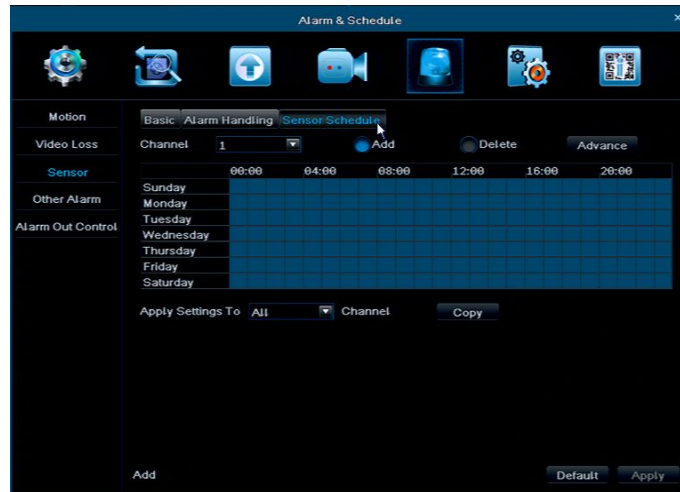 Alarm & Schedule ×
Basic Alarm Handling Sensor Schedule
Motion
Video Loss
Sensor
Other Alarm
Alarm Out Control
Channel 1 Add Delete Advance
00:00 04:00 08:00 12:00 16:00 20:00
Sunday
Monday
Tuesday
Wednesday
Thursday
Friday
Saturday
Apply Settings To All Channel Copy
Add Default Apply